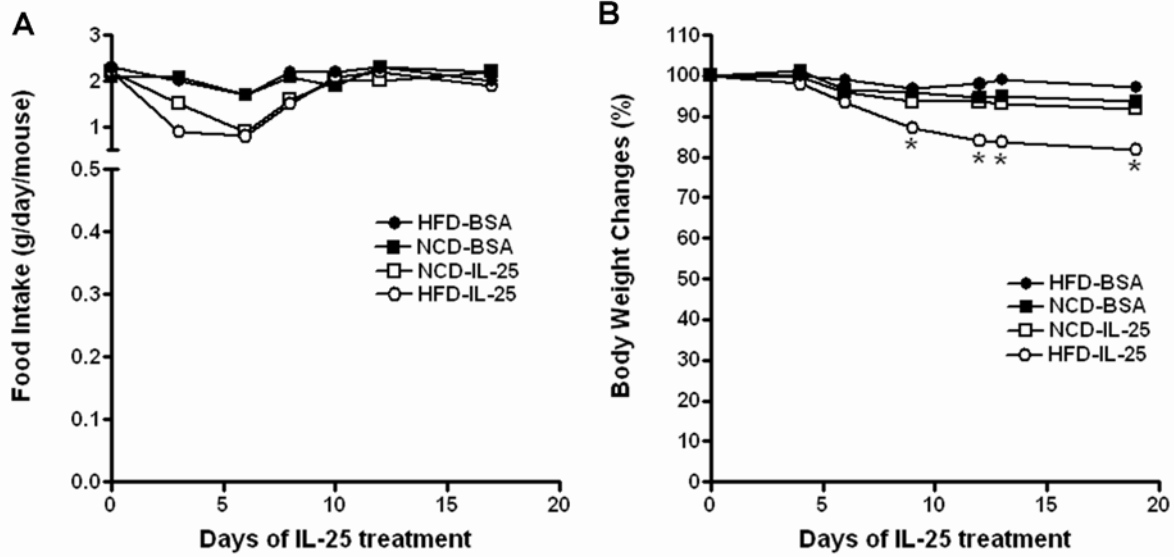 A
Food Intake (g/day/mouse)
3
2
1
0.5
0.4
0.3
0.2
0.1
0.0
HFD-BSA
NCD-BSA
NCD-IL-25
HFD-IL-25
0
5
10
15
20
Days of IL-25 treatment
B
Body Weight Changes (%)
110
100
90
80
70
60
50
40
30
20
10
0
*
*
*
*
HFD-BSA
NCD-BSA
NCD-IL-25
HFD-IL-25
0
5
10
15
20
Days of IL-25 treatment